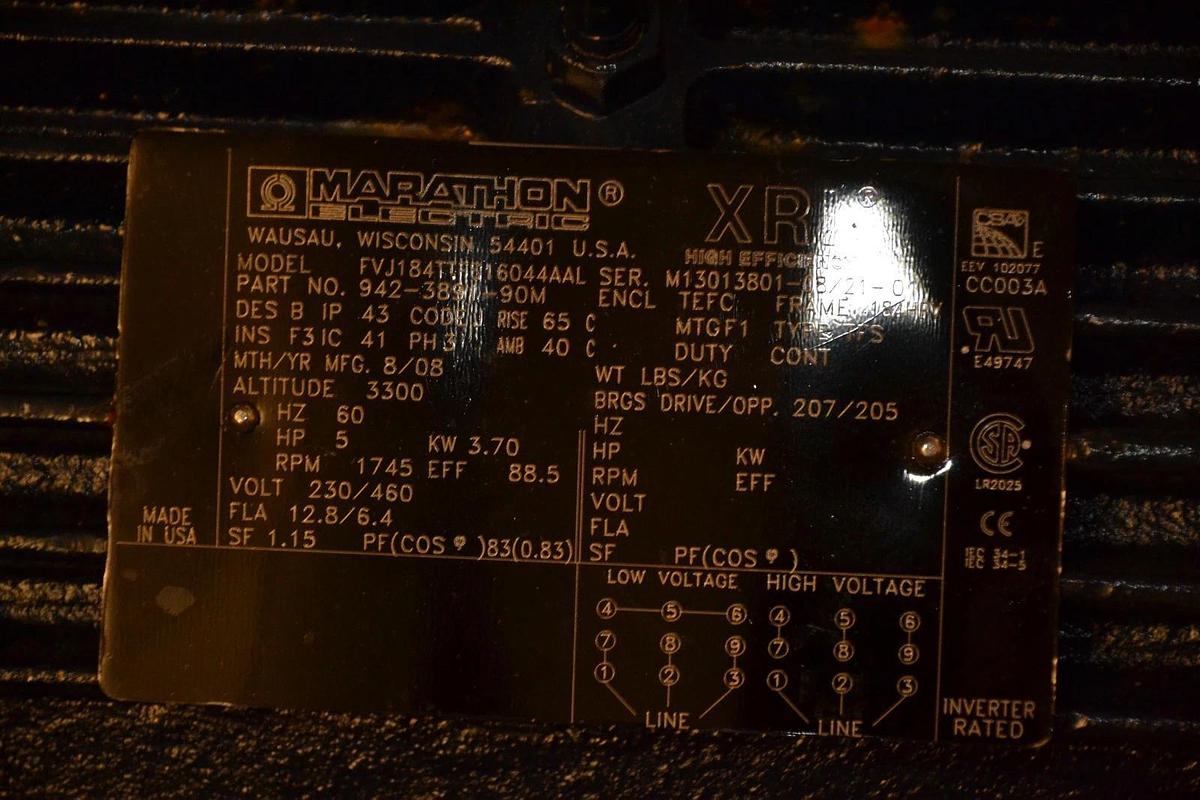 MARATHON ®
ELECTRIC
WAUSAU, WISCONSIN 54401 U.S.A.
XR ®
HIGH
MODEL
SER.
PART NO.
ENCL TEFC FRAME
DES B IP 43 RISE 65 C
MTGF1
INS F3 IC 41 PH 3 AMB 40 C
DUTY CONT
MTH/YR MFG. 8/08
WT LBS/KG
ALTITUDE 3300
BRGS DRIVE/OPP. 207/205
HZ 60
HP 5 KW 3.70
RPM 1745 EFF 88.5
VOLT 230/460
FLA 12.8/6.4
SF 1.15 PF(COS φ )83(0.83)
HZ
HP KW
RPM EFF
VOLT
FLA
SF PF(COS φ )
MADE
IN USA
LOW VOLTAGE HIGH VOLTAGE
4 5 6 4 5 6
7 8 9 7 8 9
1 2 3 1 2 3
LINE LINE
E
EEV 102077
CC003A
E49747
LR2025
CE
IEC 34-1
IEC 34-5
INVERTER
RATED